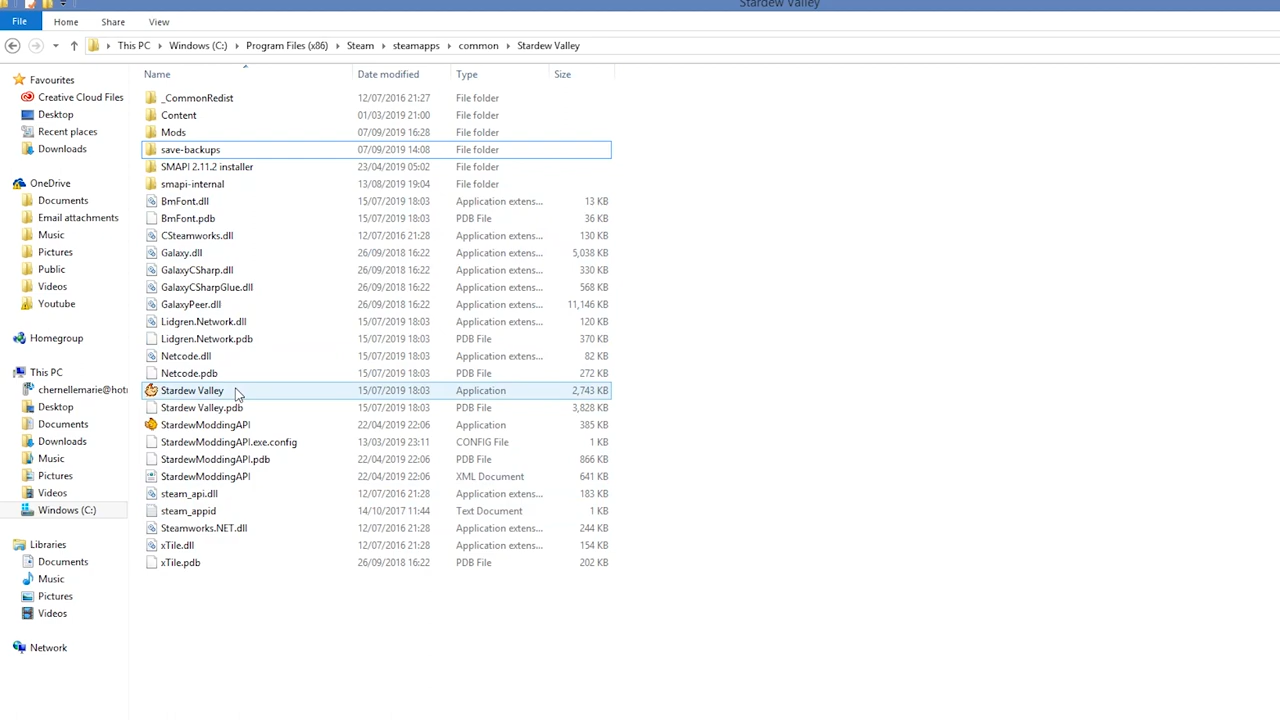 Stardew Valley
File Home Share View
This PC Windows (C:) Program Files (x86) Steam steamapps common Stardew Valley
Name Date modified Type Size
Favourites
Creative Cloud Files
Desktop
Recent places
Downloads
OneDrive
Documents
Email attachments
Music
Pictures
Public
Videos
Youtube
Homegroup
This PC
chernellemarie@hotr
Desktop
Documents
Downloads
Music
Pictures
Videos
Windows (C:)
Libraries
Documents
Music
Pictures
Videos
Network
_CommonRedist 12/07/2016 21:27 File folder
Content 01/03/2019 21:00 File folder
Mods 07/09/2019 16:28 File folder
save-backups 07/09/2019 14:08 File folder
SMAPI 2.11.2 installer 23/04/2019 05:02 File folder
smapi-internal 13/08/2019 19:04 File folder
BmFont.dll 15/07/2019 18:03 Application extens... 13 KB
BmFont.pdb 15/07/2019 18:03 PDB File 36 KB
CSteamworks.dll 12/07/2016 21:28 Application extens... 130 KB
Galaxy.dll 26/09/2018 16:22 Application extens... 5,038 KB
GalaxyCSharp.dll 26/09/2018 16:22 Application extens... 330 KB
GalaxyCSharpGlue.dll 26/09/2018 16:22 Application extens... 568 KB
GalaxyPeer.dll 26/09/2018 16:22 Application extens... 11,146 KB
Lidgren.Network.dll 15/07/2019 18:03 Application extens... 120 KB
Lidgren.Network.pdb 15/07/2019 18:03 PDB File 370 KB
Netcode.dll 15/07/2019 18:03 Application extens... 82 KB
Netcode.pdb 15/07/2019 18:03 PDB File 272 KB
Stardew Valley 15/07/2019 18:03 Application 2,743 KB
Stardew Valley.pdb 15/07/2019 18:03 PDB File 3,828 KB
StardewModdingAPI 22/04/2019 22:06 Application 385 KB
StardewModdingAPI.exe.config 13/03/2019 23:11 CONFIG File 1 KB
StardewModdingAPI.pdb 22/04/2019 22:06 PDB File 866 KB
StardewModdingAPI 22/04/2019 22:06 XML Document 641 KB
steam_api.dll 12/07/2016 21:28 Application extens... 183 KB
steam_appid 14/10/2017 11:44 Text Document 1 KB
Steamworks.NET.dll 12/07/2016 21:28 Application extens... 244 KB
xTile.dll 12/07/2016 21:28 Application extens... 154 KB
xTile.pdb 26/09/2018 16:22 PDB File 202 KB